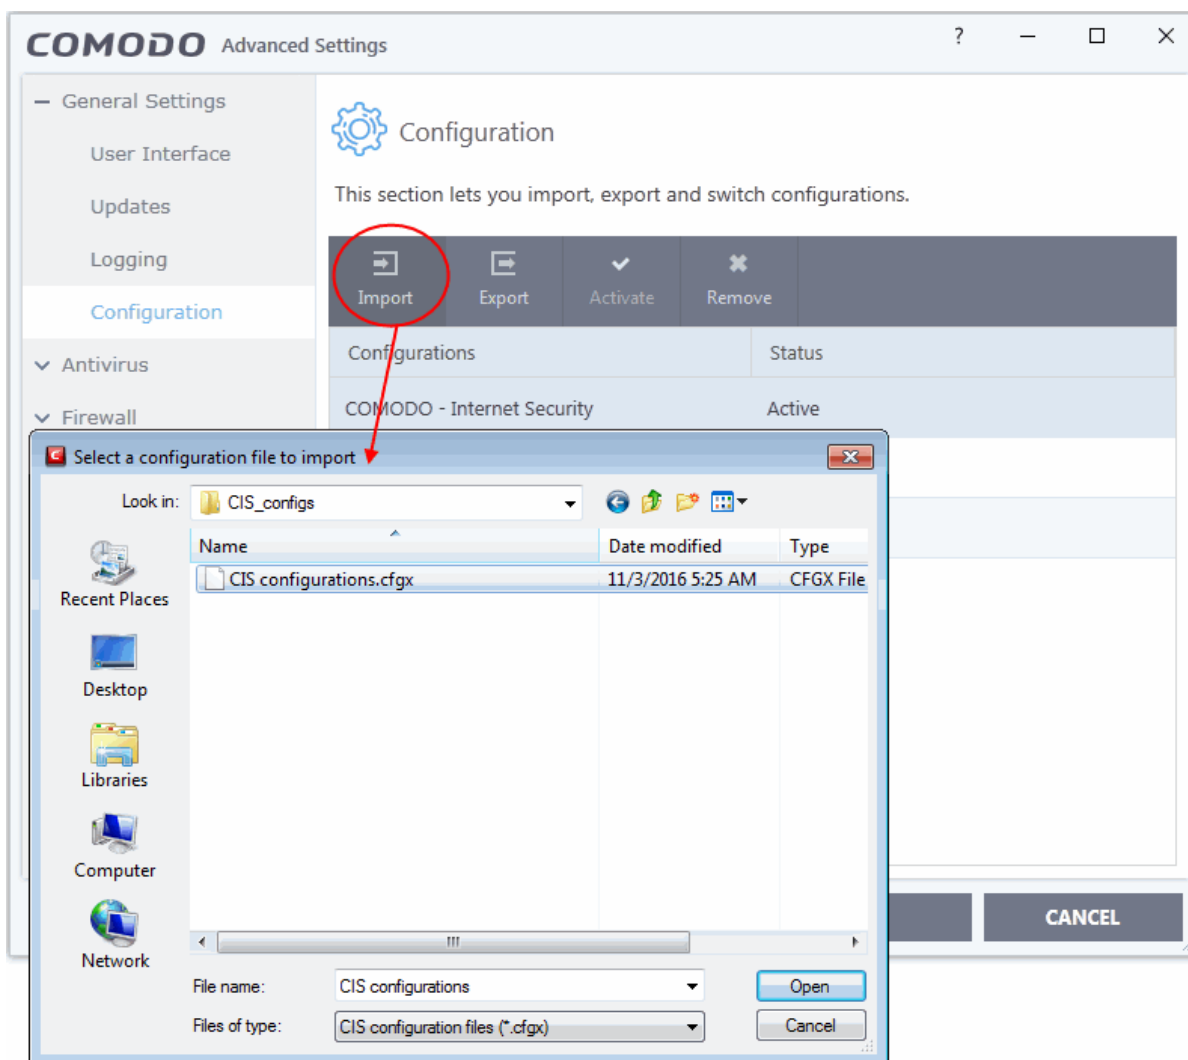 COMODO Advanced Settings ?
General Settings
User Interface
Updates
Logging
Configuration
Antivirus
Firewall
Configuration
This section lets you import, export and switch configurations.
Import Export Activate Remove
Configurations Status
COMODO - Internet Security Active
Select a configuration file to import
Look in: CIS_configs
Name Date modified Type
CIS configurations.cfgx 11/3/2016 5:25 AM CFGX File
Recent Places
Desktop
Libraries
Computer
Network
File name: CIS configurations Open
Files of type: CIS configuration files (*.cfgx) Cancel
CANCEL